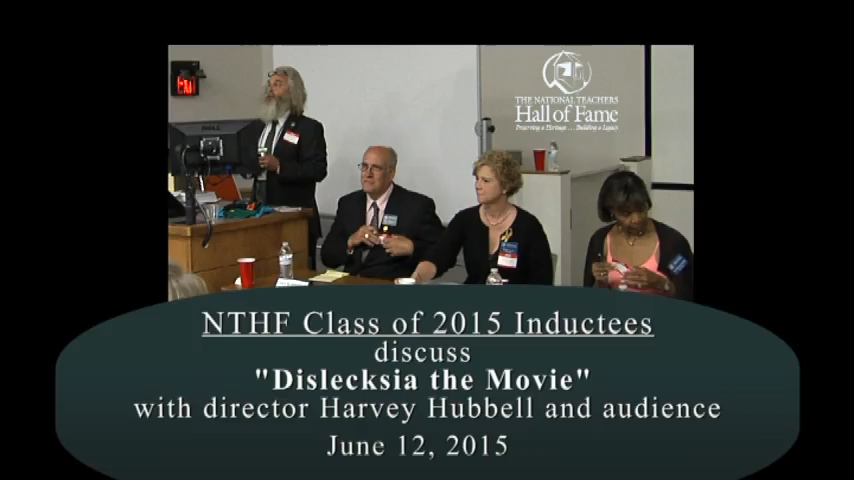 DELL
THE NATIONAL TEACHERS
Hall of Fame
Preserving a Heritage . . . Building a Legacy
NTHF Class of 2015 Inductees
discuss
"Dislecksia the Movie"
with director Harvey Hubbell and audience
June 12, 2015